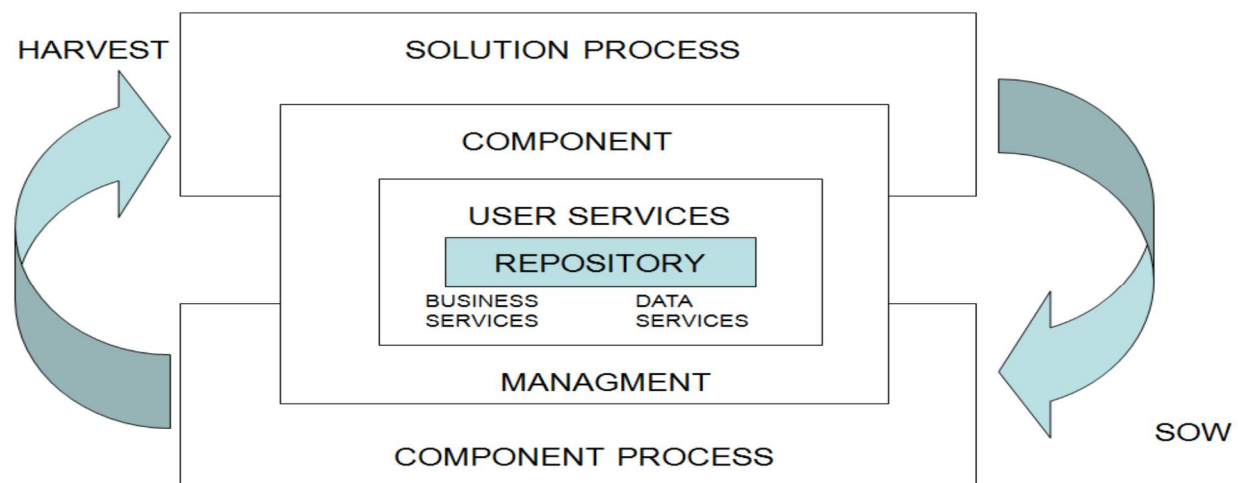 HARVEST
SOLUTION PROCESS
COMPONENT
USER SERVICES
REPOSITORY
BUSINESS
SERVICES
DATA
SERVICES
MANAGMENT
SOW
COMPONENT PROCESS